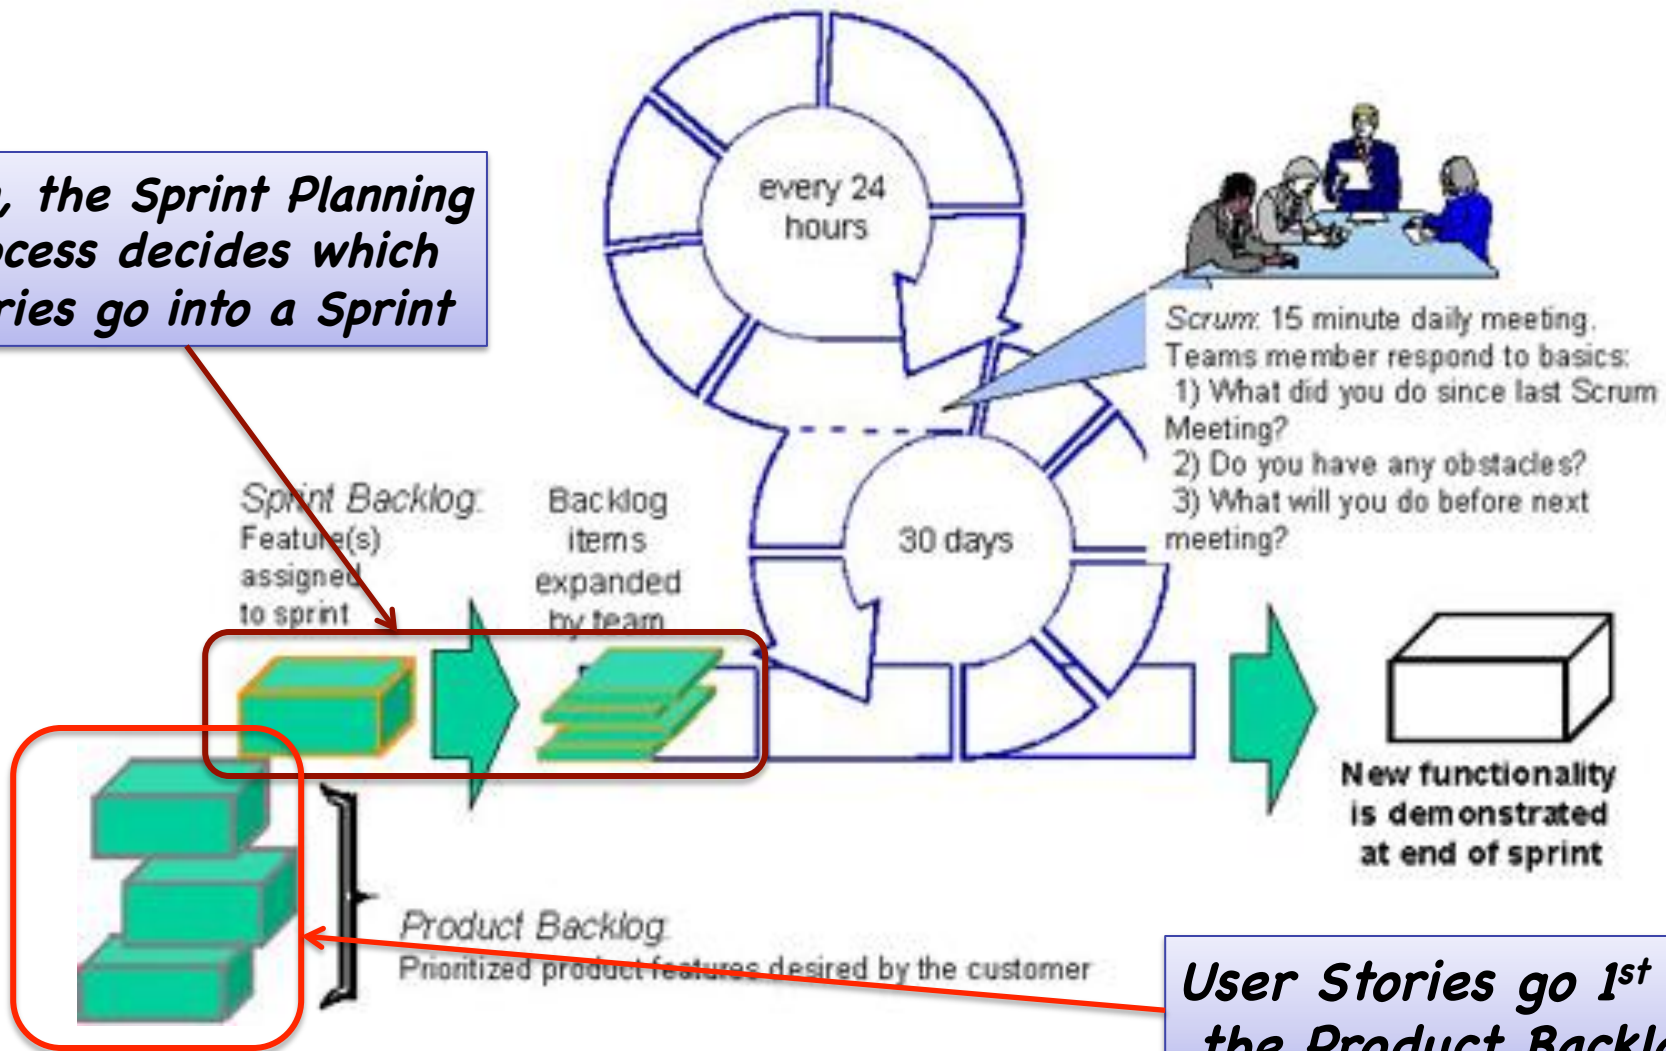 , the Sprint Planning
decides which
go into a Sprint
every 24
hours
Scrum: 15 minute daily meeting.
Teams member respond to basics:
1) What did you do since last Scrum
Meeting?
2) Do you have any obstacles?
3) What will you do before next
meeting?
Sprint Backlog:
Feature(s)
assigned
to sprint
Backlog
items
expanded
by team
30 days
New functionality
is demonstrated
at end of sprint
Product Backlog:
Prioritized product features desired by the customer
User Stories go 1st
the Product